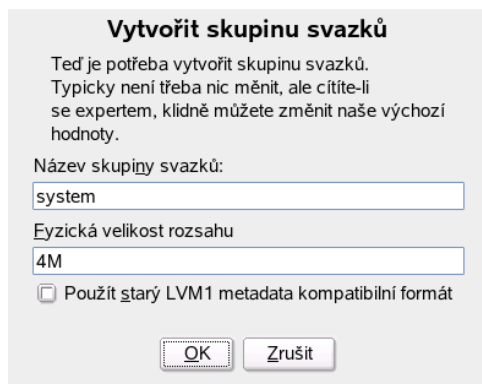 Vytvořit skupinu svazků
Teď je potřeba vytvořit skupinu svazků.
Typicky není třeba nic měnit, ale cítíte-li
se expertem, klidně můžete změnit naše výchozí
hodnoty.
Název skupiny svazků:
system
Fyzická velikost rozsahu
4M
Použít starý LVM1 metadata kompatibilní formát
OK
Zrušit